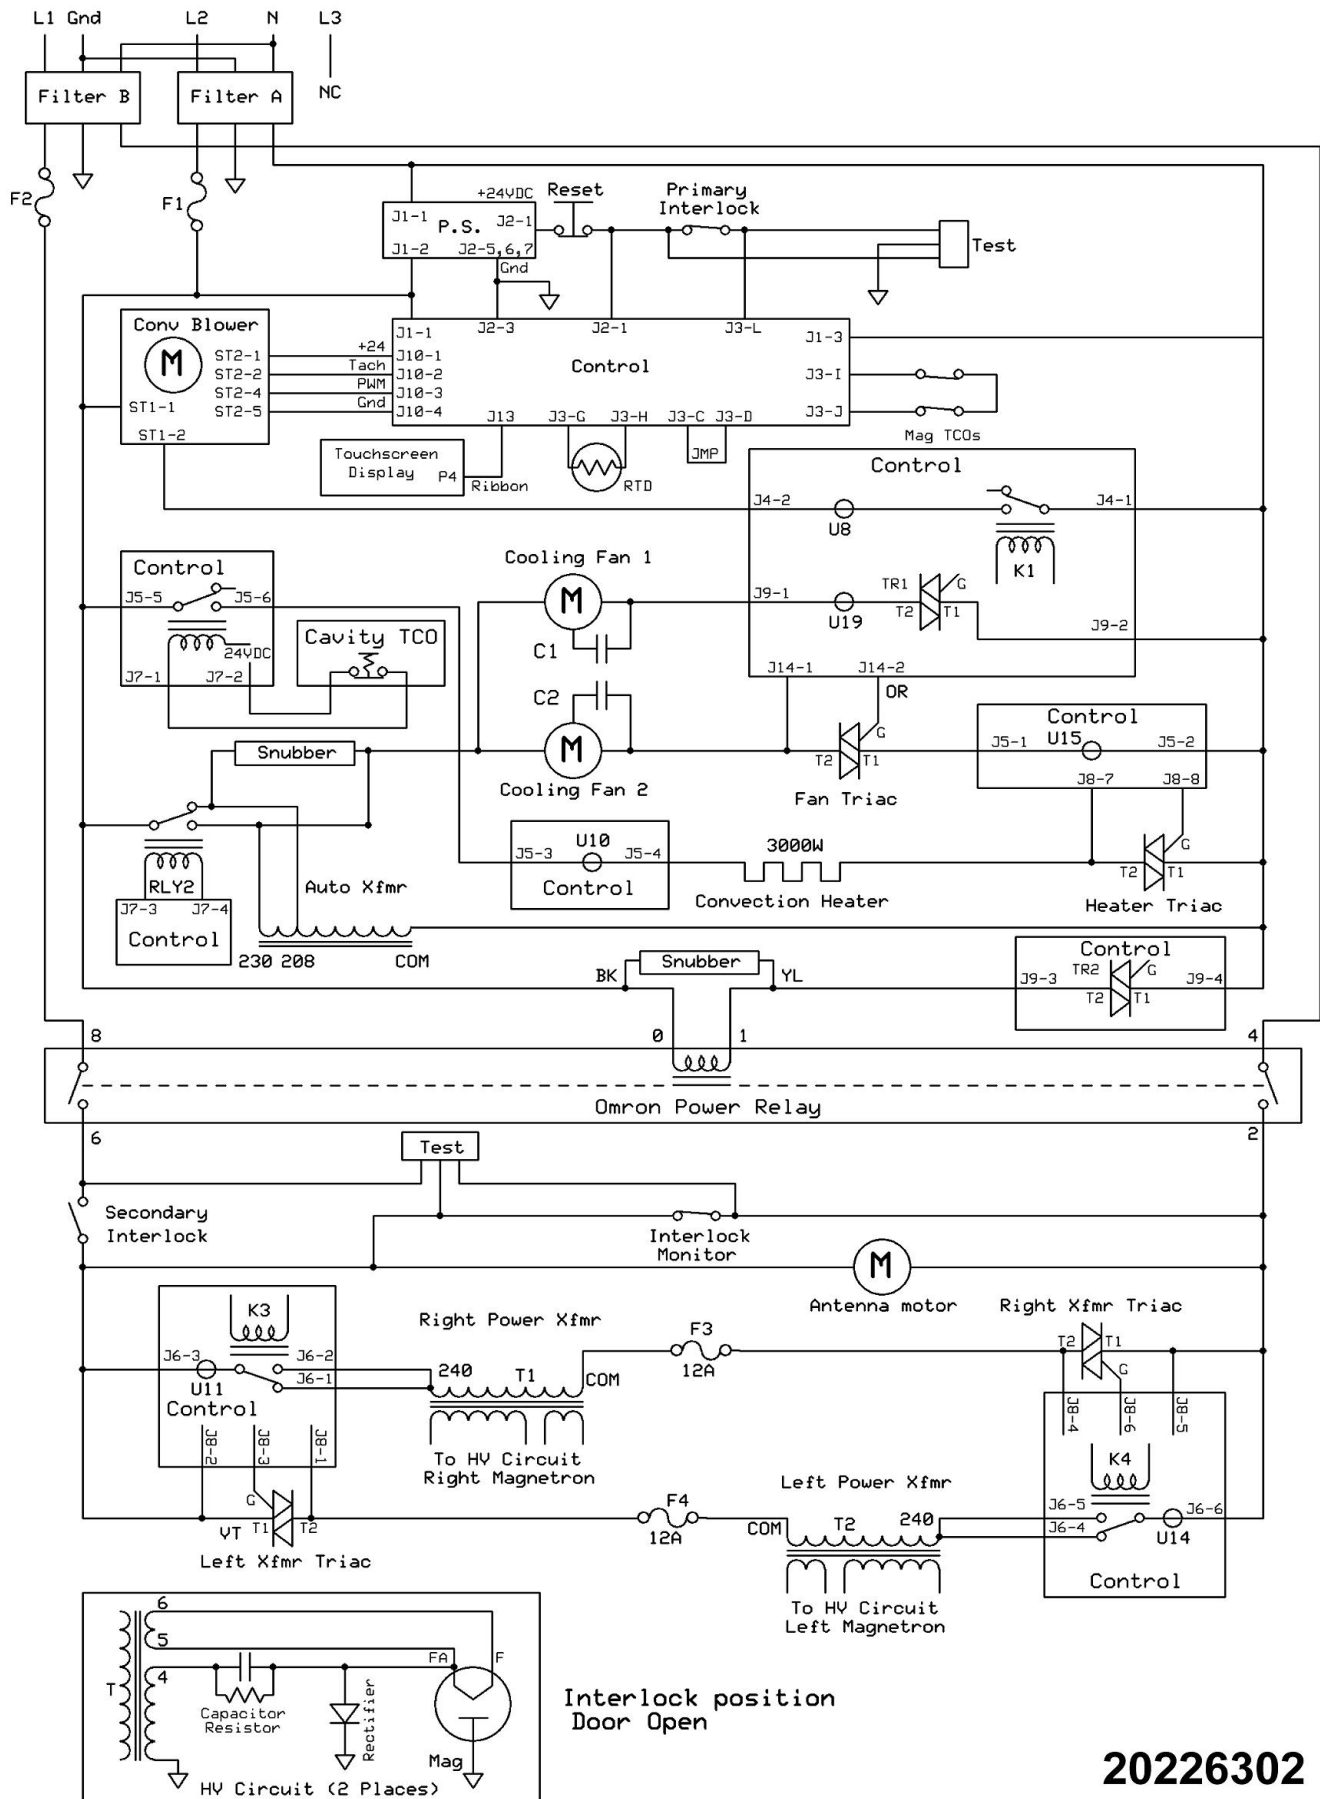 L1 Gnd L2 N L3
NC
Filter B
Filter A
F2
F1
+24VDC
Reset
Primary
Interlock
J1-1
P.S.
J2-1
J1-2
J2-5,6,7
Gnd
Test
Conv Blower
M
ST2-1
ST2-2
ST2-4
ST2-5
ST1-1
ST1-2
+24
Tach
PWM
Gnd
J1-1
J2-3
J2-1
J3-L
J1-3
J10-1
J10-2
J10-3
J10-4
Control
J3-I
J3-J
Mag TCOs
J13
J3-G
J3-H
J3-C
J3-D
JMP
RTD
Touchscreen
Display
P4
Ribbon
Control
J4-2
U8
J4-1
K1
J9-1
U19
TR1
G
T2
T1
J9-2
J14-1
J14-2
OR
Control
J5-5
J5-6
24VDC
J7-1
J7-2
Cavity TCO
Cooling Fan 1
M
C1
C2
M
Cooling Fan 2
G
T2
T1
Fan Triac
Control
J5-1
U15
J5-2
J8-7
J8-8
Snubber
RLY2
J7-3
J7-4
Control
Auto Xfmr
230 208
COM
U10
J5-3
J5-4
Control
3000W
Convection Heater
G
T2
T1
Heater Triac
BK
Snubber
YL
Control
TR2
G
J9-3
J9-4
T2
T1
8
0
1
4
Omron Power Relay
6
2
Test
Secondary
Interlock
Interlock
Monitor
M
Antenna motor
K3
J6-3
J6-2
J6-1
U11
Control
J8-2
J8-3
J8-1
G
YT
T1
T2
Left Xfmr Triac
Right Power Xfmr
240
T1
COM
To HV Circuit
Right Magnetron
F3
12A
Right Xfmr Triac
T2
T1
G
J8-4
J8-6
J8-5
K4
J6-5
J6-6
J6-4
U14
Control
F4
12A
Left Power Xfmr
COM
T2
240
To HV Circuit
Left Magnetron
6
5
4
T
FA
F
Capacitor
Resistor
Rectifier
Mag
HV Circuit (2 Places)
Interlock position
Door Open
20226302